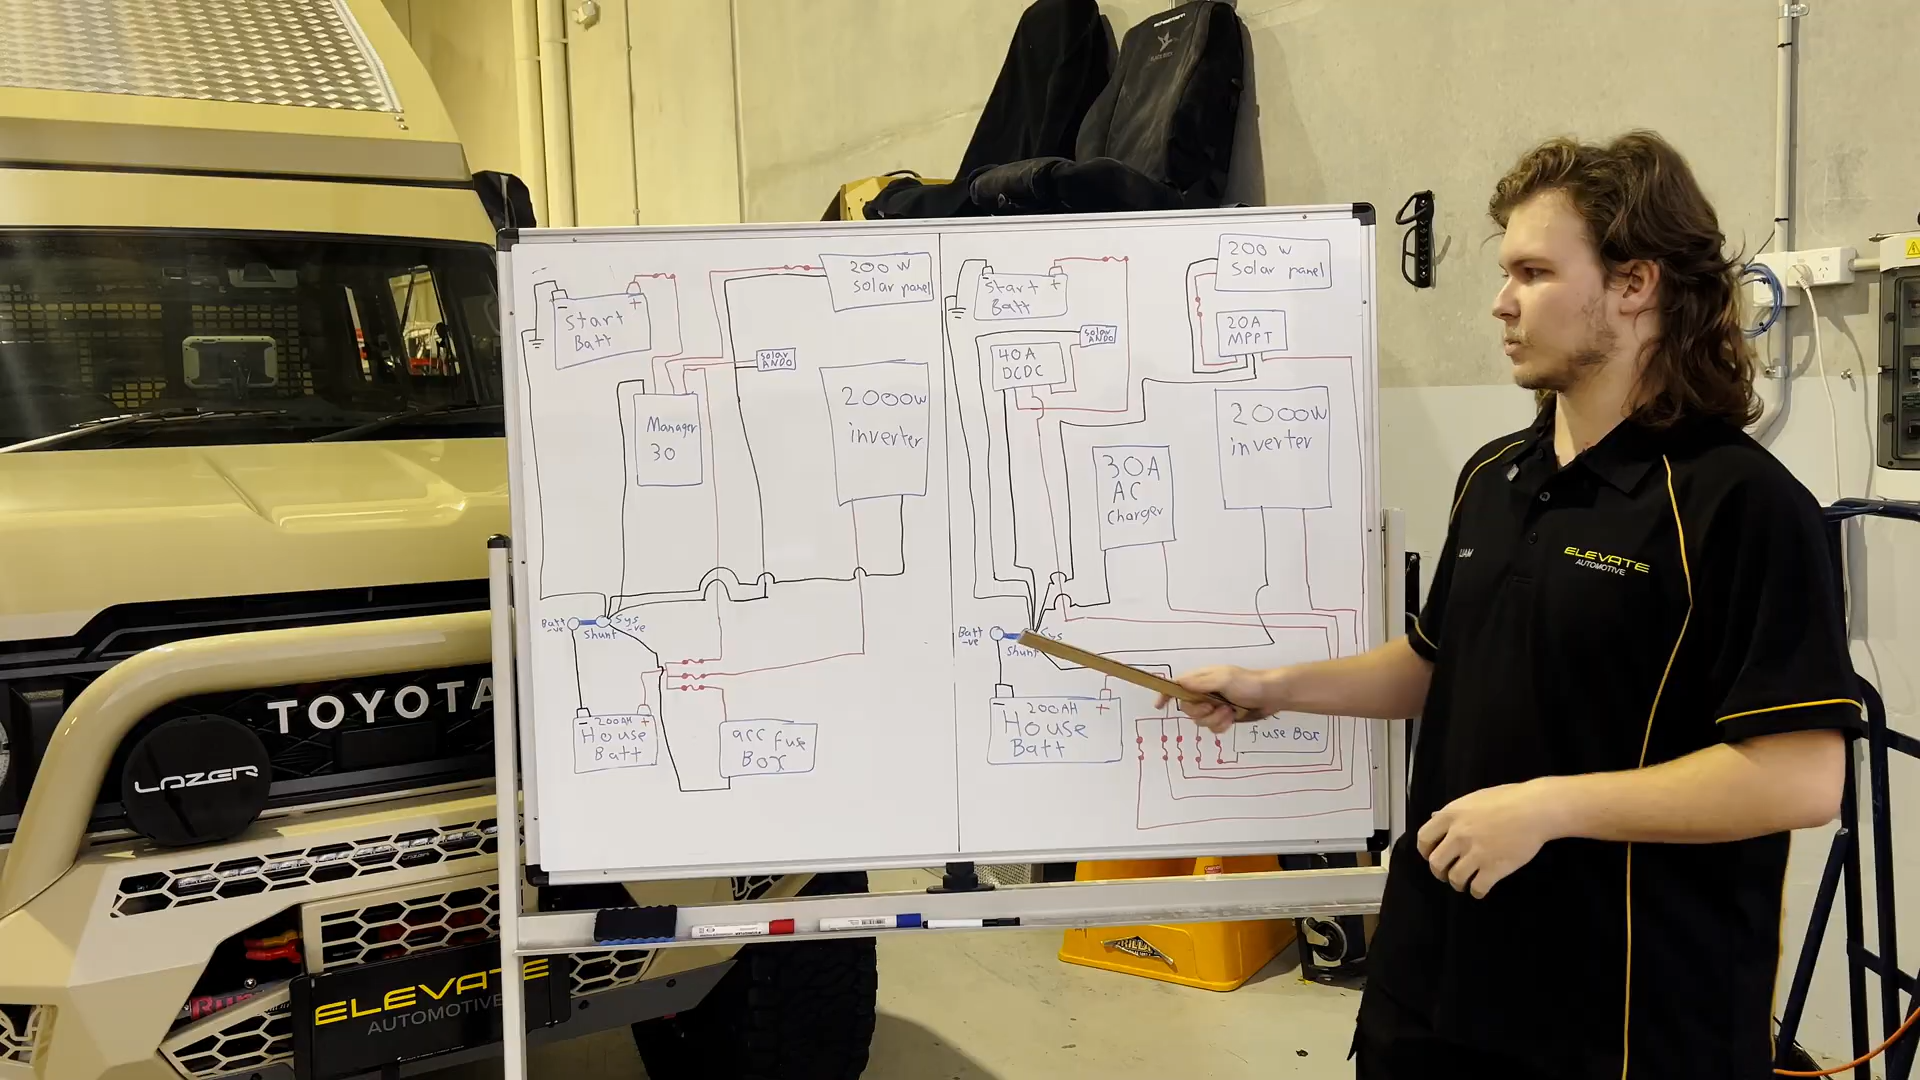 200 W
solar panel
Start
Batt
- +
Solar
ANDO
Manager
30
2000W
inverter
Batt
-ve
Sys
-ve
Shunt
- 200AH +
House
Batt
acc fuse
Box
200 W
Solar panel
Start
Batt
- +
Solar
ANDO
40A
DCDC
20A
MPPT
30A
AC
Charger
2000W
inverter
Batt
-ve
Sys
Shunt
- 200AH +
House
Batt
fuse Box
TOYOTA
LAZER
LAZER
ELEVATE
AUTOMOTIVE
ELEVATE
AUTOMOTIVE